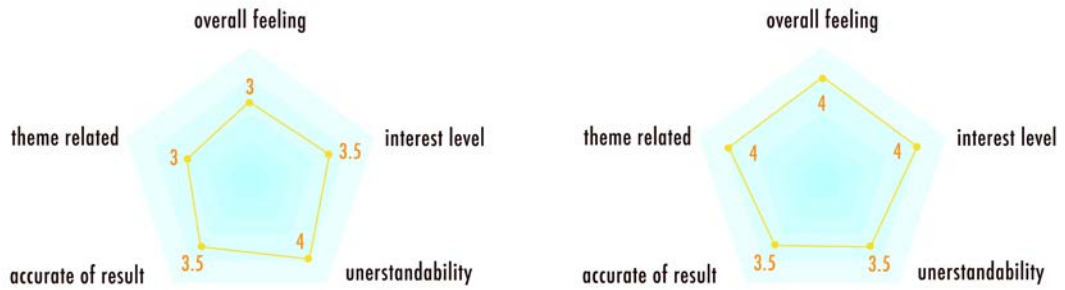 overall feeling
3
theme related
3
3.5
interest level
4
3.5
accurate of result
unerstandability
overall feeling
4
theme related
4
4
interest level
3.5
3.5
accurate of result
unerstandability